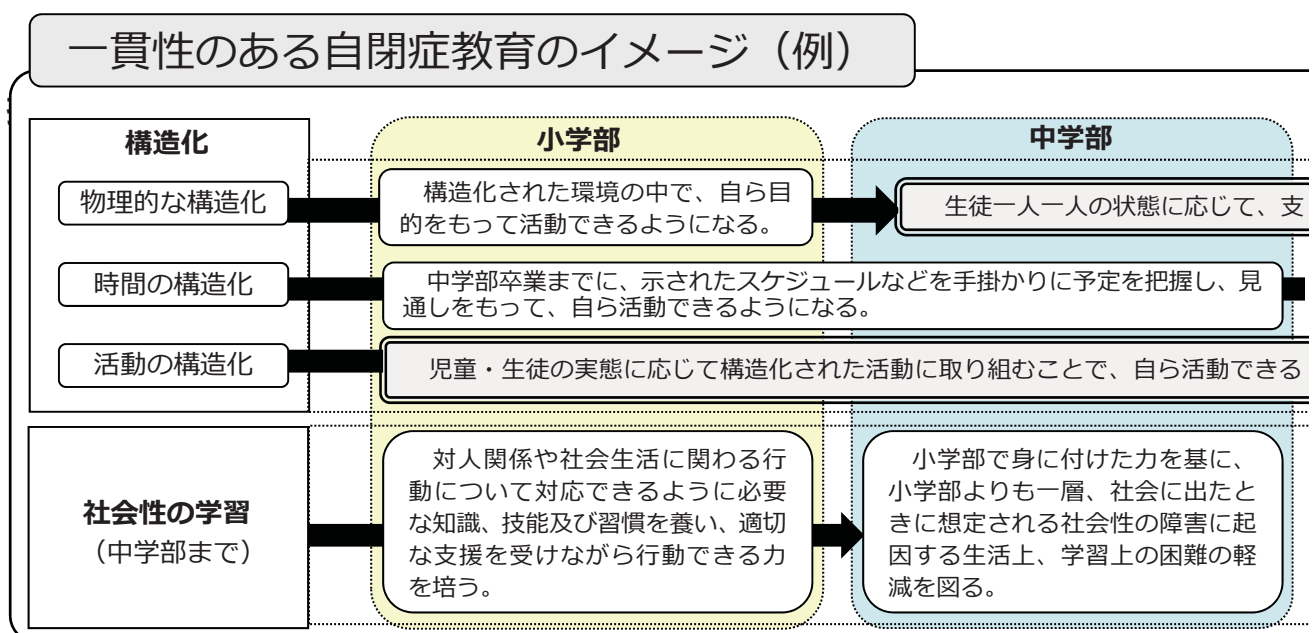 一貫性のある自閉症教育のイメージ（例）
構造化
小学部
中学部
物理的な構造化
構造化された環境の中で、自ら目
的をもって活動できるようになる。
生徒一人一人の状態に応じて、支
時間の構造化
中学部卒業までに、示されたスケジュールなどを手掛かりに予定を把握し、見
通しをもって、自ら活動できるようになる。
活動の構造化
児童・生徒の実態に応じて構造化された活動に取り組むことで、自ら活動できる
社会性の学習
（中学部まで）
対人関係や社会生活に関わる行
動について対応できるように必要
な知識、技能及び習慣を養い、適切
な支援を受けながら行動できる力
を培う。
小学部で身に付けた力を基に、
小学部よりも一層、社会に出たと
きに想定される社会性の障害に起
因する生活上、学習上の困難の軽
減を図る。